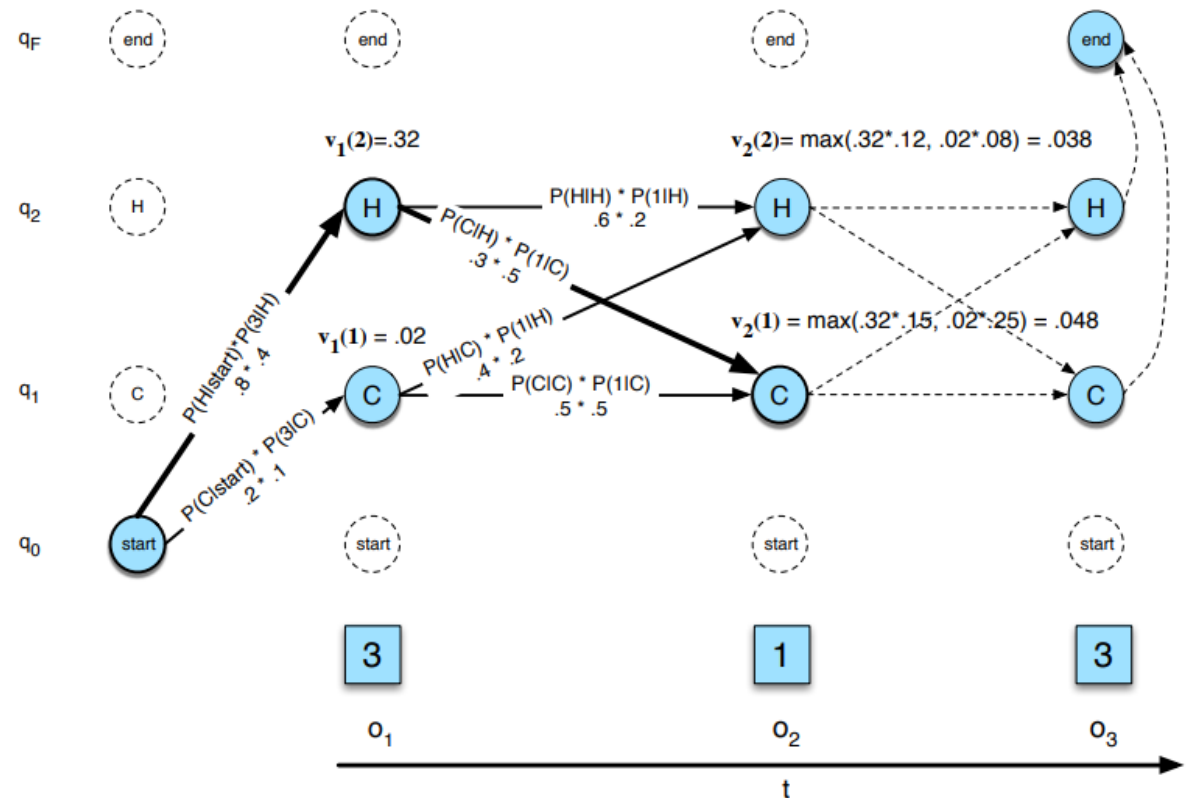 qF end end end end
v1(2)=.32 v2(2)= max(.32*.12, .02*.08) = .038
q2 H H H H
P(H|H) * P(1|H)
.6 * .2
P(C|H) * P(1|C)
.3 * .5
P(H|start)*P(3|H)
.8 * .4
v1(1) = .02 v2(1) = max(.32*.15, .02*.25) = .048
P(H|C) * P(1|H)
.4 * .2
q1 C C C C
P(C|C) * P(1|C)
.5 * .5
P(C|start) * P(3|C)
.2 * .1
q0 start start start start
3 1 3
o1 o2 o3
t